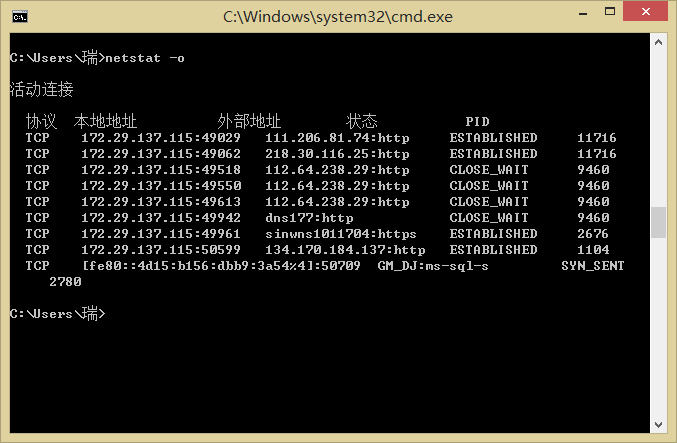 C:\Windows\system32\cmd.exe
C:\Users\瑞>netstat -o
活动连接
协议 本地地址 外部地址 状态 PID
TCP 172.29.137.115:49029 111.206.81.74:http ESTABLISHED 11716
TCP 172.29.137.115:49062 218.30.116.25:http ESTABLISHED 11716
TCP 172.29.137.115:49518 112.64.238.29:http CLOSE_WAIT 9460
TCP 172.29.137.115:49550 112.64.238.29:http CLOSE_WAIT 9460
TCP 172.29.137.115:49613 112.64.238.29:http CLOSE_WAIT 9460
TCP 172.29.137.115:49942 dns177:http CLOSE_WAIT 9460
TCP 172.29.137.115:49961 sinwns1011704:https ESTABLISHED 2676
TCP 172.29.137.115:50599 134.170.184.137:http ESTABLISHED 1104
TCP [fe80::4d15:b156:dbb9:3a54%4]:50709 GM_DJ:ms-sql-s SYN_SENT
2780
C:\Users\瑞>